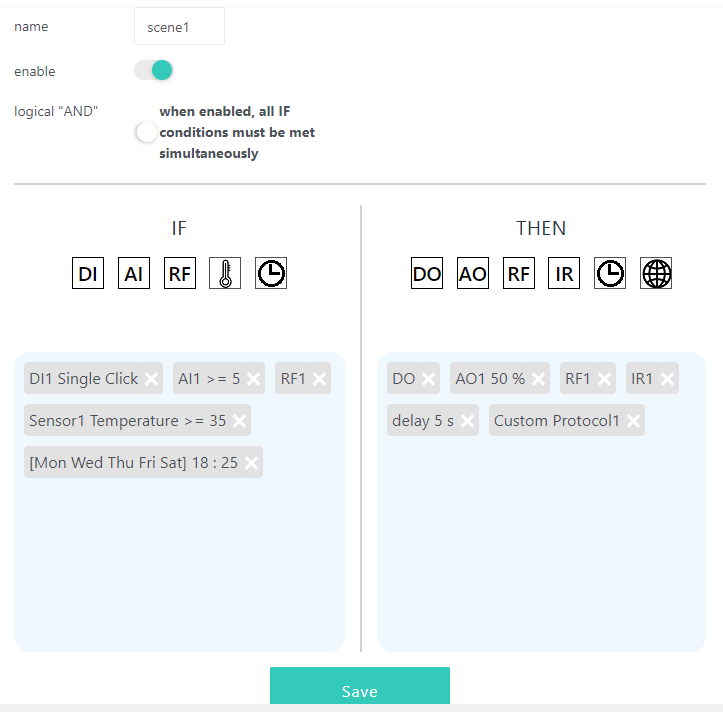 name scene1
enable
logical "AND" when enabled, all IF
conditions must be met
simultaneously
IF
DI AI RF
DI1 Single Click AI1 >= 5 RF1
Sensor1 Temperature >= 35
[Mon Wed Thu Fri Sat] 18 : 25
THEN
DO AO RF IR
DO AO1 50 % RF1 IR1
delay 5 s Custom Protocol1
Save